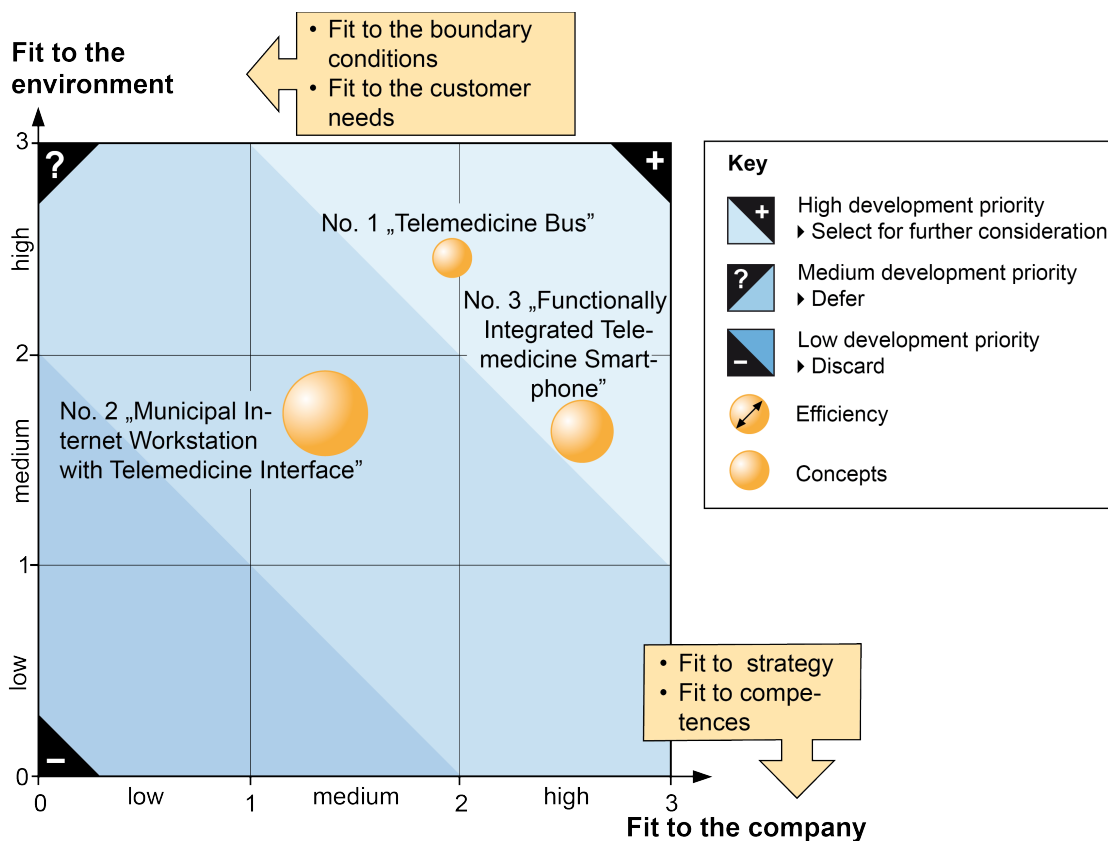 Fit to the
environment
• Fit to the boundary
conditions
• Fit to the customer
needs
3
?
+
high
No. 1 „Telemedicine Bus”
No. 3 „Functionally
Integrated Tele-
medicine Smart-
phone”
2
No. 2 „Municipal In-
ternet Workstation
with Telemedicine Interface”
medium
1
low
–
0
0
low
1
medium
2
high
3
• Fit to strategy
• Fit to compe-
tences
Fit to the company
Key
+
High development priority
▸ Select for further consideration
?
Medium development priority
▸ Defer
–
Low development priority
▸ Discard
Efficiency
Concepts